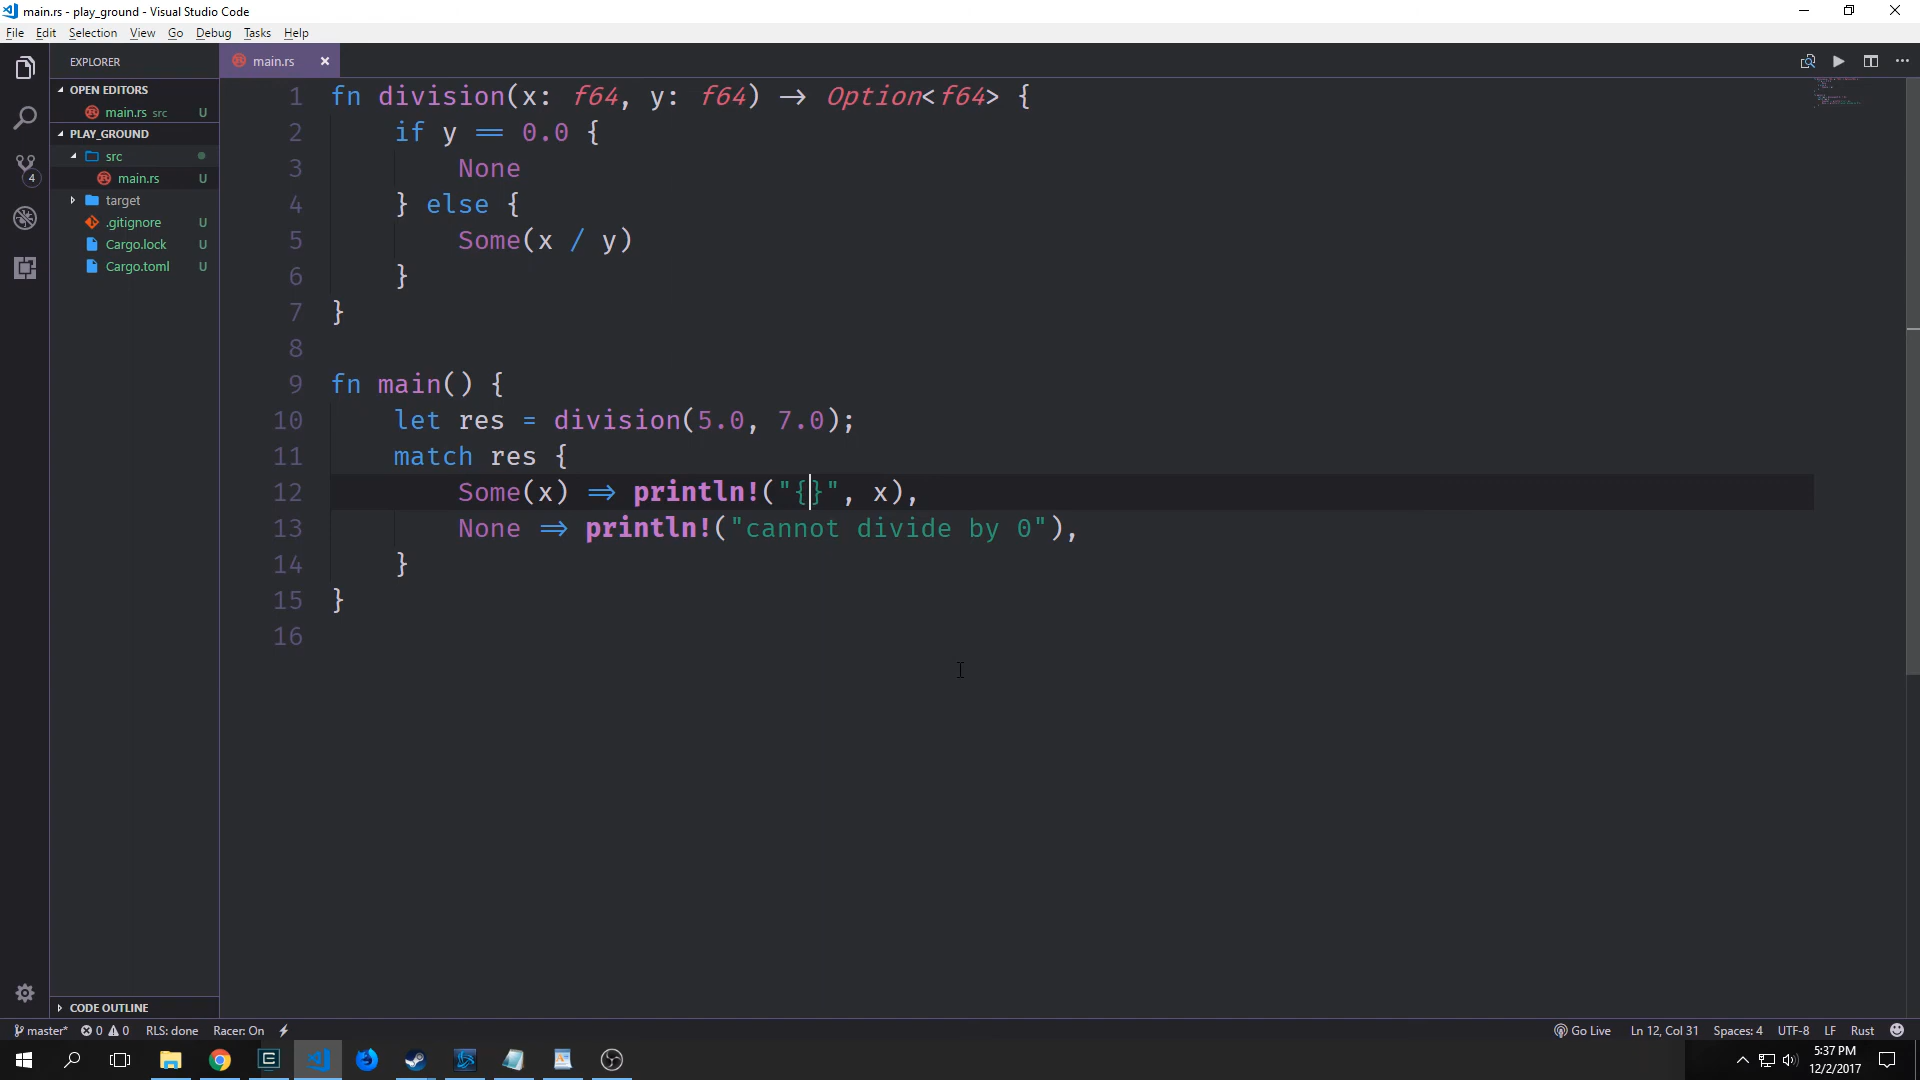 main.rs - play_ground - Visual Studio Code
File Edit Selection View Go Debug Tasks Help
EXPLORER
main.rs
OPEN EDITORS
main.rs src U
PLAY_GROUND
src
main.rs U
target
.gitignore U
Cargo.lock U
Cargo.toml U
4
1 fn division(x: f64, y: f64) -> Option<f64> {
2 if y == 0.0 {
3 None
4 } else {
5 Some(x / y)
6 }
7 }
8
9 fn main() {
10 let res = division(5.0, 7.0);
11 match res {
12 Some(x) => println!("{}", x),
13 None => println!("cannot divide by 0"),
14 }
15 }
16
CODE OUTLINE
master* 0 0 RLS: done Racer: On Go Live Ln 12, Col 31 Spaces: 4 UTF-8 LF Rust
5:37 PM
12/2/2017